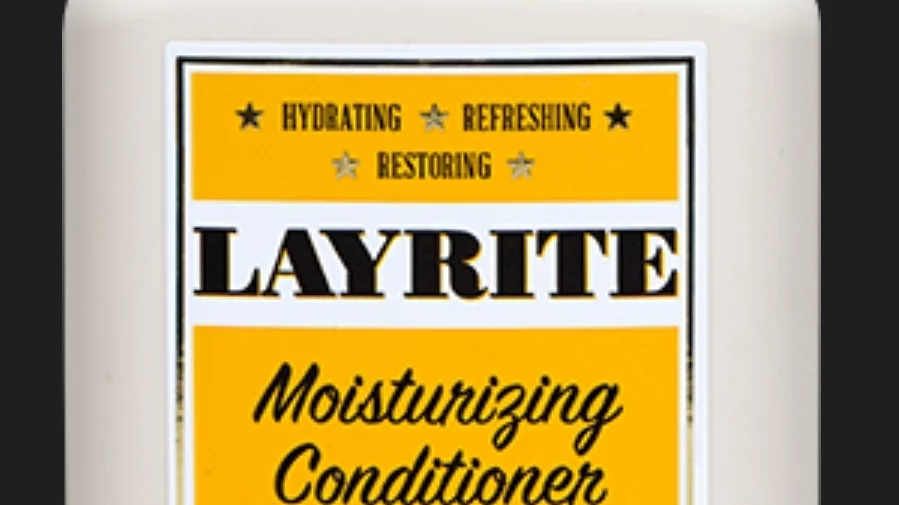 ★ HYDRATING ★ REFRESHING ★
★ RESTORING ★
LAYRITE
Moisturizing
Conditioner